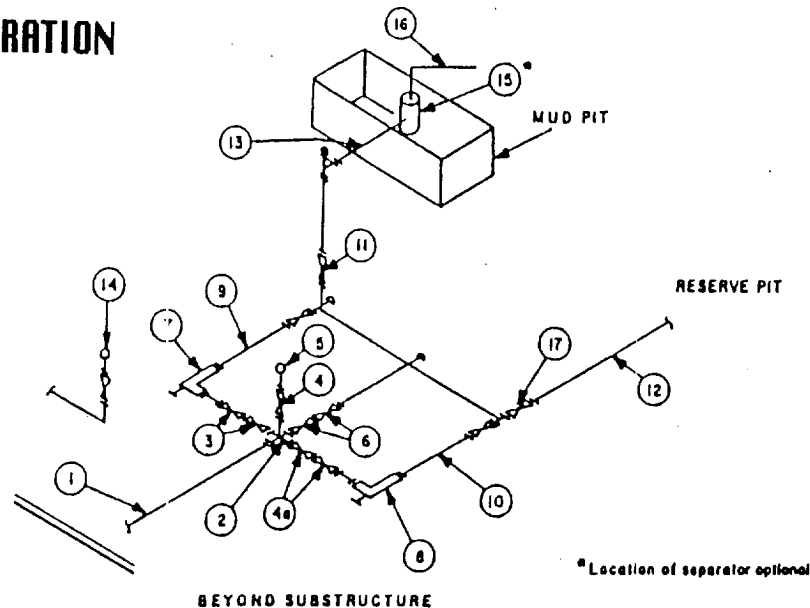 RATION
16
15 *
MUD PIT
13
11
14
9
RESERVE PIT
5
17
4
12
3
6
1
2
4a
10
8
* Location of separator optional
BEYOND SUBSTRUCTURE